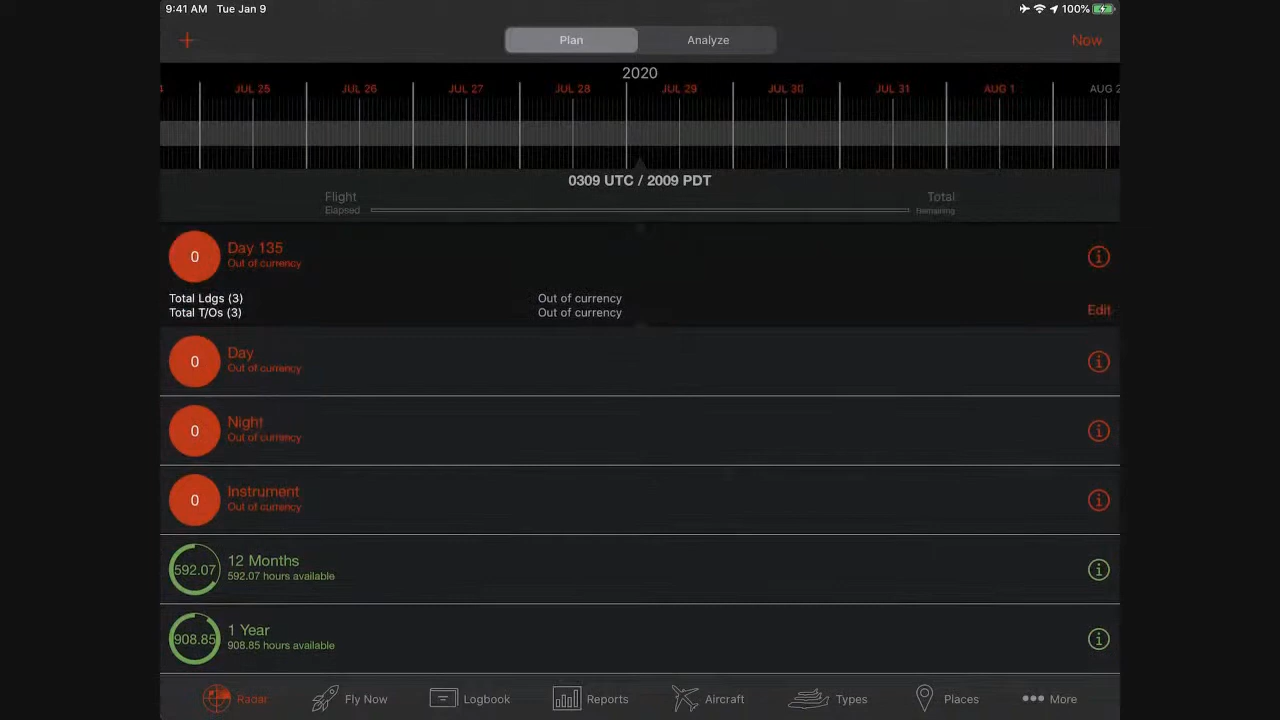 9:41 AM Tue Jan 9
100%
Plan
Analyze
Now
2020
4 JUL 25 JUL 26 JUL 27 JUL 28 JUL 29 JUL 30 JUL 31 AUG 1 AUG 2
0309 UTC / 2009 PDT
Flight
Total
Elapsed
Remaining
0
Day 135
Out of currency
Total Ldgs (3)
Out of currency
Total T/Os (3)
Out of currency
Edit
0
Day
Out of currency
0
Night
Out of currency
0
Instrument
Out of currency
592.07
12 Months
592.07 hours available
908.85
1 Year
908.85 hours available
Radar
Fly Now
Logbook
Reports
Aircraft
Types
Places
More